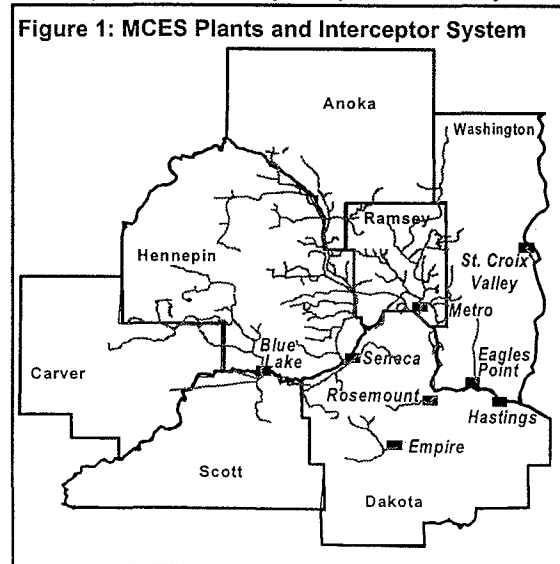 Figure 1: MCES Plants and Interceptor System
Anoka
Washington
Ramsey
Hennepin
St. Croix
Valley
Metro
Blue
Lake
Seneca
Eagles
Point
Carver
Rosemount
Hastings
Empire
Scott
Dakota